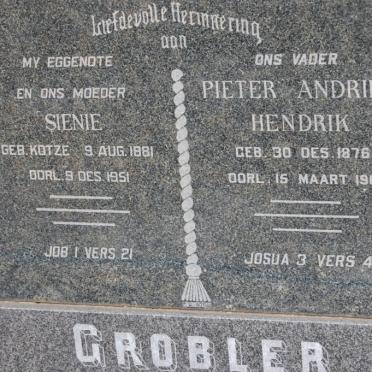 Liefdevolle Herinnering
aan
MY EGGENOTE
EN ONS MOEDER
SIENIE
GEB. KOTZE 9. AUG. 1881
OORL. 9 DES. 1951
JOB 1 VERS 21
ONS VADER
PIETER
HENDRIK
GEB. 30 DES. 1876
OORL. 15 MAART
JOSUA 3 VERS 4
GROBLER